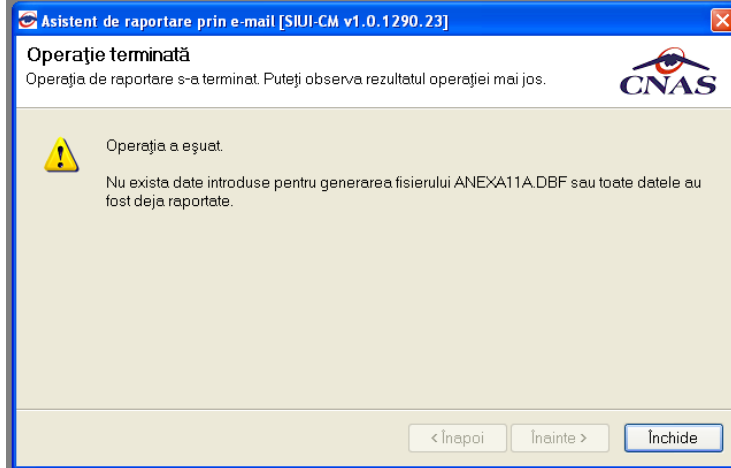 Asistent de raportare prin e-mail [SIUI-CM v1.0.1290.23]
Operaţie terminată
Operaţia de raportare s-a terminat. Puteţi observa rezultatul operaţiei mai jos.
CNAS
Operaţia a eşuat.
Nu exista date introduse pentru generarea fisierului ANEXA11A.DBF sau toate datele au
fost deja raportate.
< Înapoi
Înainte >
Închide